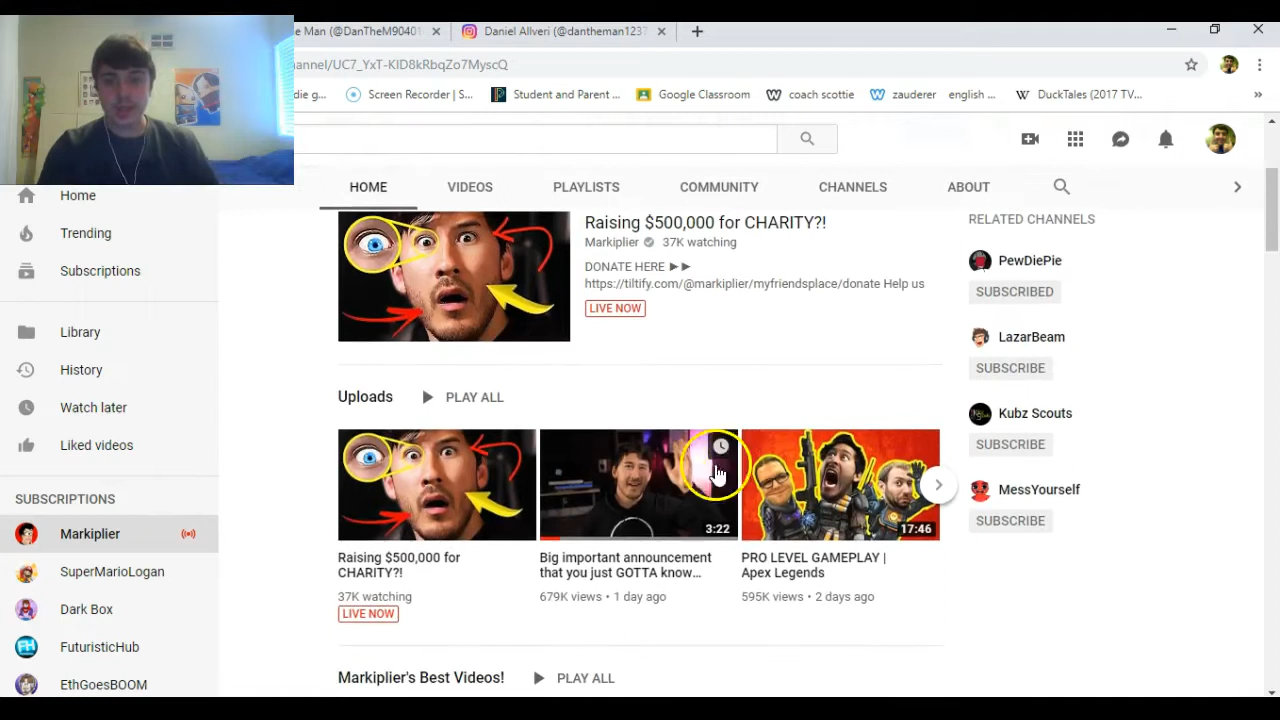 e Man (@DanTheM90401
Daniel Allveri (@dantheman1237
hannel/UC7_YxT-KID8kRbqZo7MyscQ
die g...
Screen Recorder | S...
Student and Parent ...
Google Classroom
coach scottie
zauderer english ...
DuckTales (2017 TV...
HOME
VIDEOS
PLAYLISTS
COMMUNITY
CHANNELS
ABOUT
Home
Trending
Subscriptions
Library
History
Watch later
Liked videos
SUBSCRIPTIONS
Markiplier
SuperMarioLogan
Dark Box
FuturisticHub
EthGoesBOOM
Raising $500,000 for CHARITY?!
Markiplier 37K watching
DONATE HERE ►►
https://tiltify.com/@markiplier/myfriendsplace/donate Help us
LIVE NOW
Uploads
PLAY ALL
3:22
17:46
Raising $500,000 for
CHARITY?!
37K watching
LIVE NOW
Big important announcement
that you just GOTTA know...
679K views • 1 day ago
PRO LEVEL GAMEPLAY |
Apex Legends
595K views • 2 days ago
Markiplier's Best Videos!
PLAY ALL
RELATED CHANNELS
PewDiePie
SUBSCRIBED
LazarBeam
SUBSCRIBE
Kubz Scouts
SUBSCRIBE
MessYourself
SUBSCRIBE